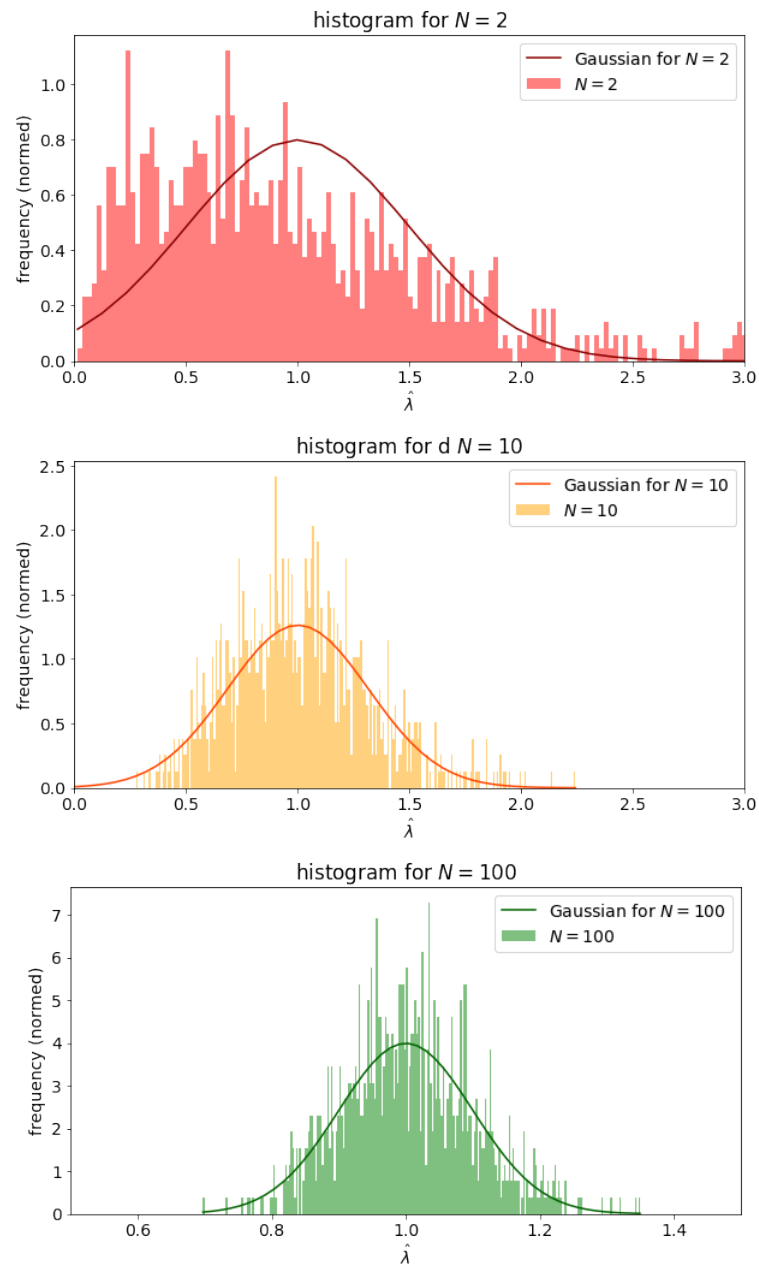 histogram for N = 2
Gaussian for N = 2
N = 2
frequency (normed)
1.0
0.8
0.6
0.4
0.2
0.0
0.0 0.5 1.0 1.5 2.0 2.5 3.0
λ̂
histogram for d N = 10
Gaussian for N = 10
N = 10
frequency (normed)
2.5
2.0
1.5
1.0
0.5
0.0
0.0 0.5 1.0 1.5 2.0 2.5 3.0
λ̂
histogram for N = 100
Gaussian for N = 100
N = 100
frequency (normed)
7
6
5
4
3
2
1
0
0.6 0.8 1.0 1.2 1.4
λ̂